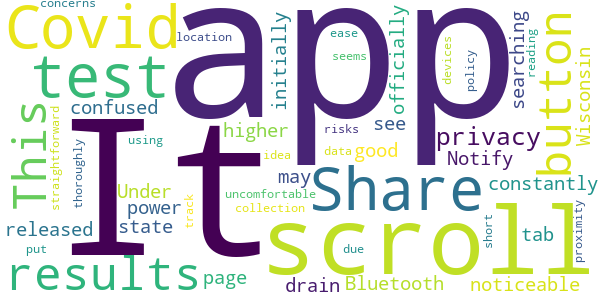 concerns
Covid
app
location
initially
ease
seems
officially
devices
policy
searching
reading
button
Wisconsin
test
This
straightforward
thoroughly
confused
It
higher
using
idea
risks
data
good
see
privacy
Notify
Under
power
state
track
uncomfortable
collection
may
Share
constantly
released
put
results
page
scroll
drain
Bluetooth
due
short
tab
proximity
noticeable